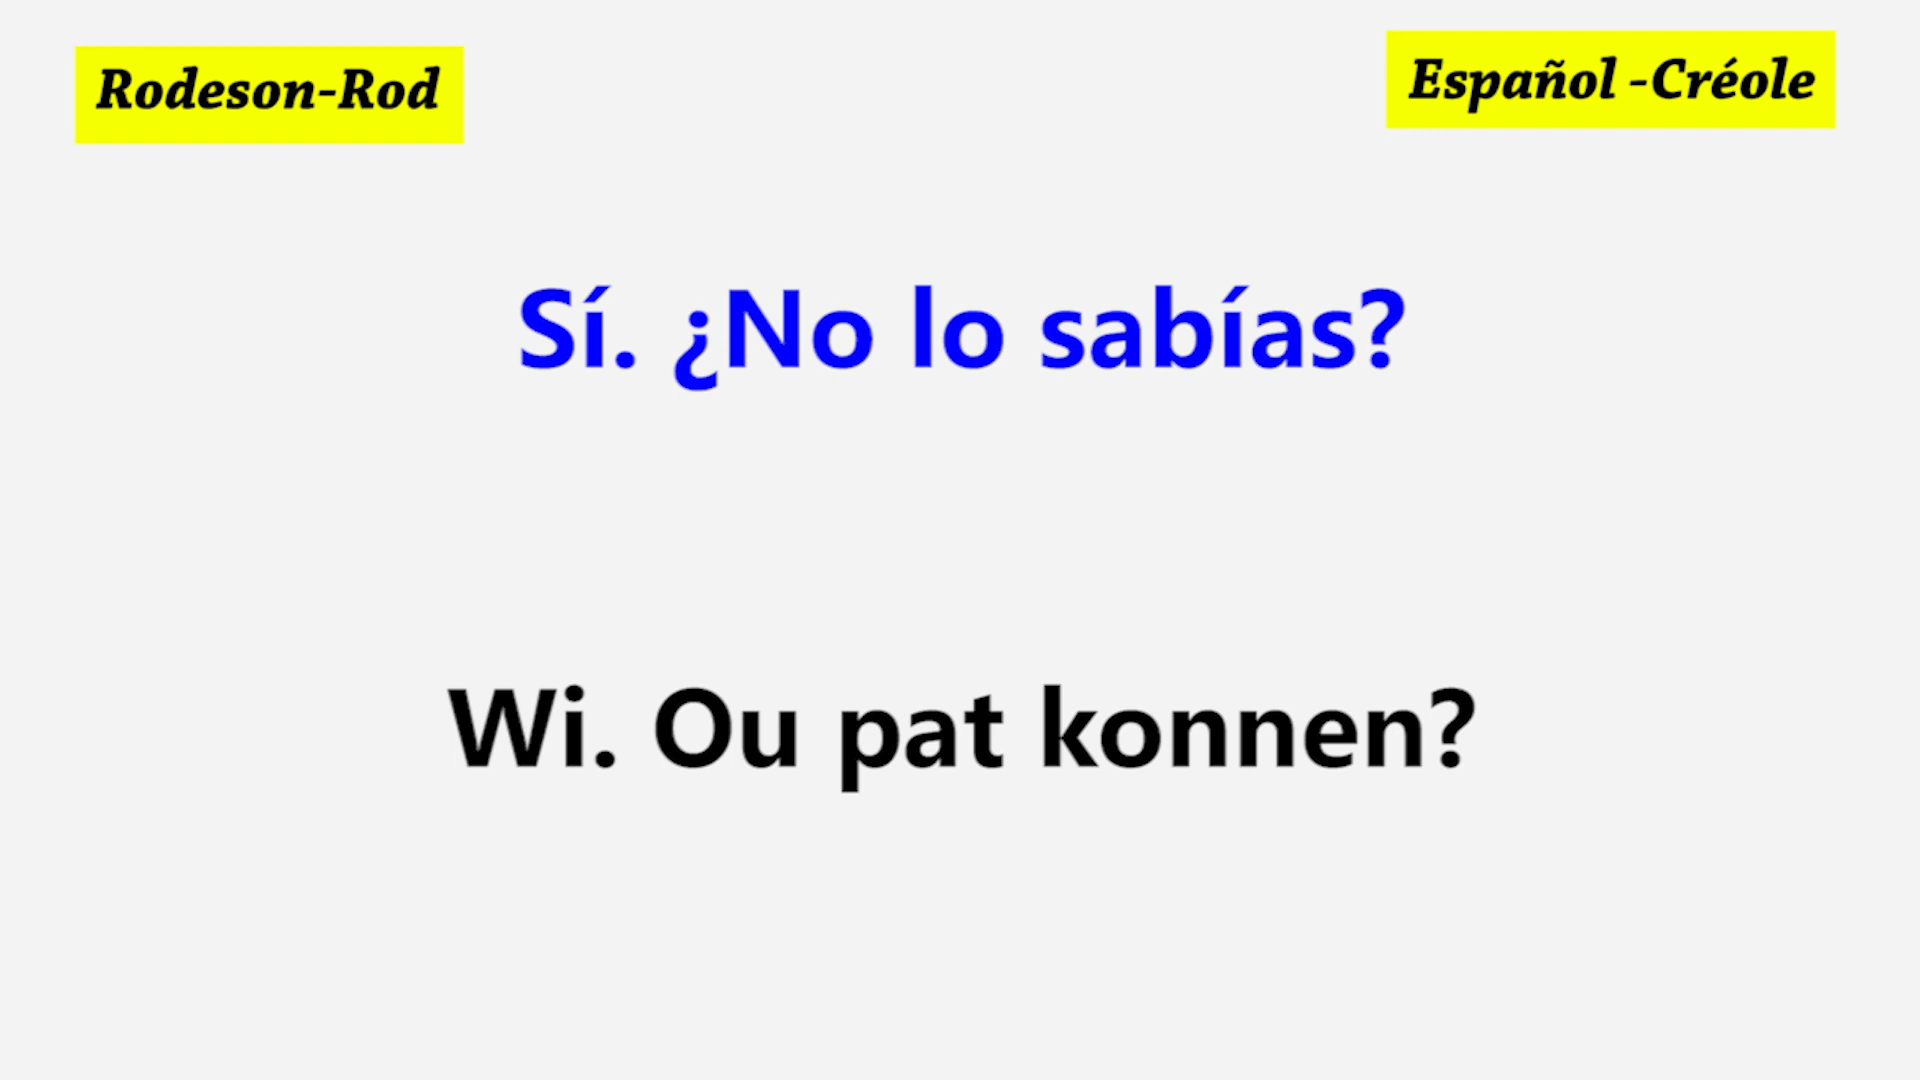 Rodeson-Rod
Español -Créole
Sí. ¿No lo sabías?
Wi. Ou pat konnen?